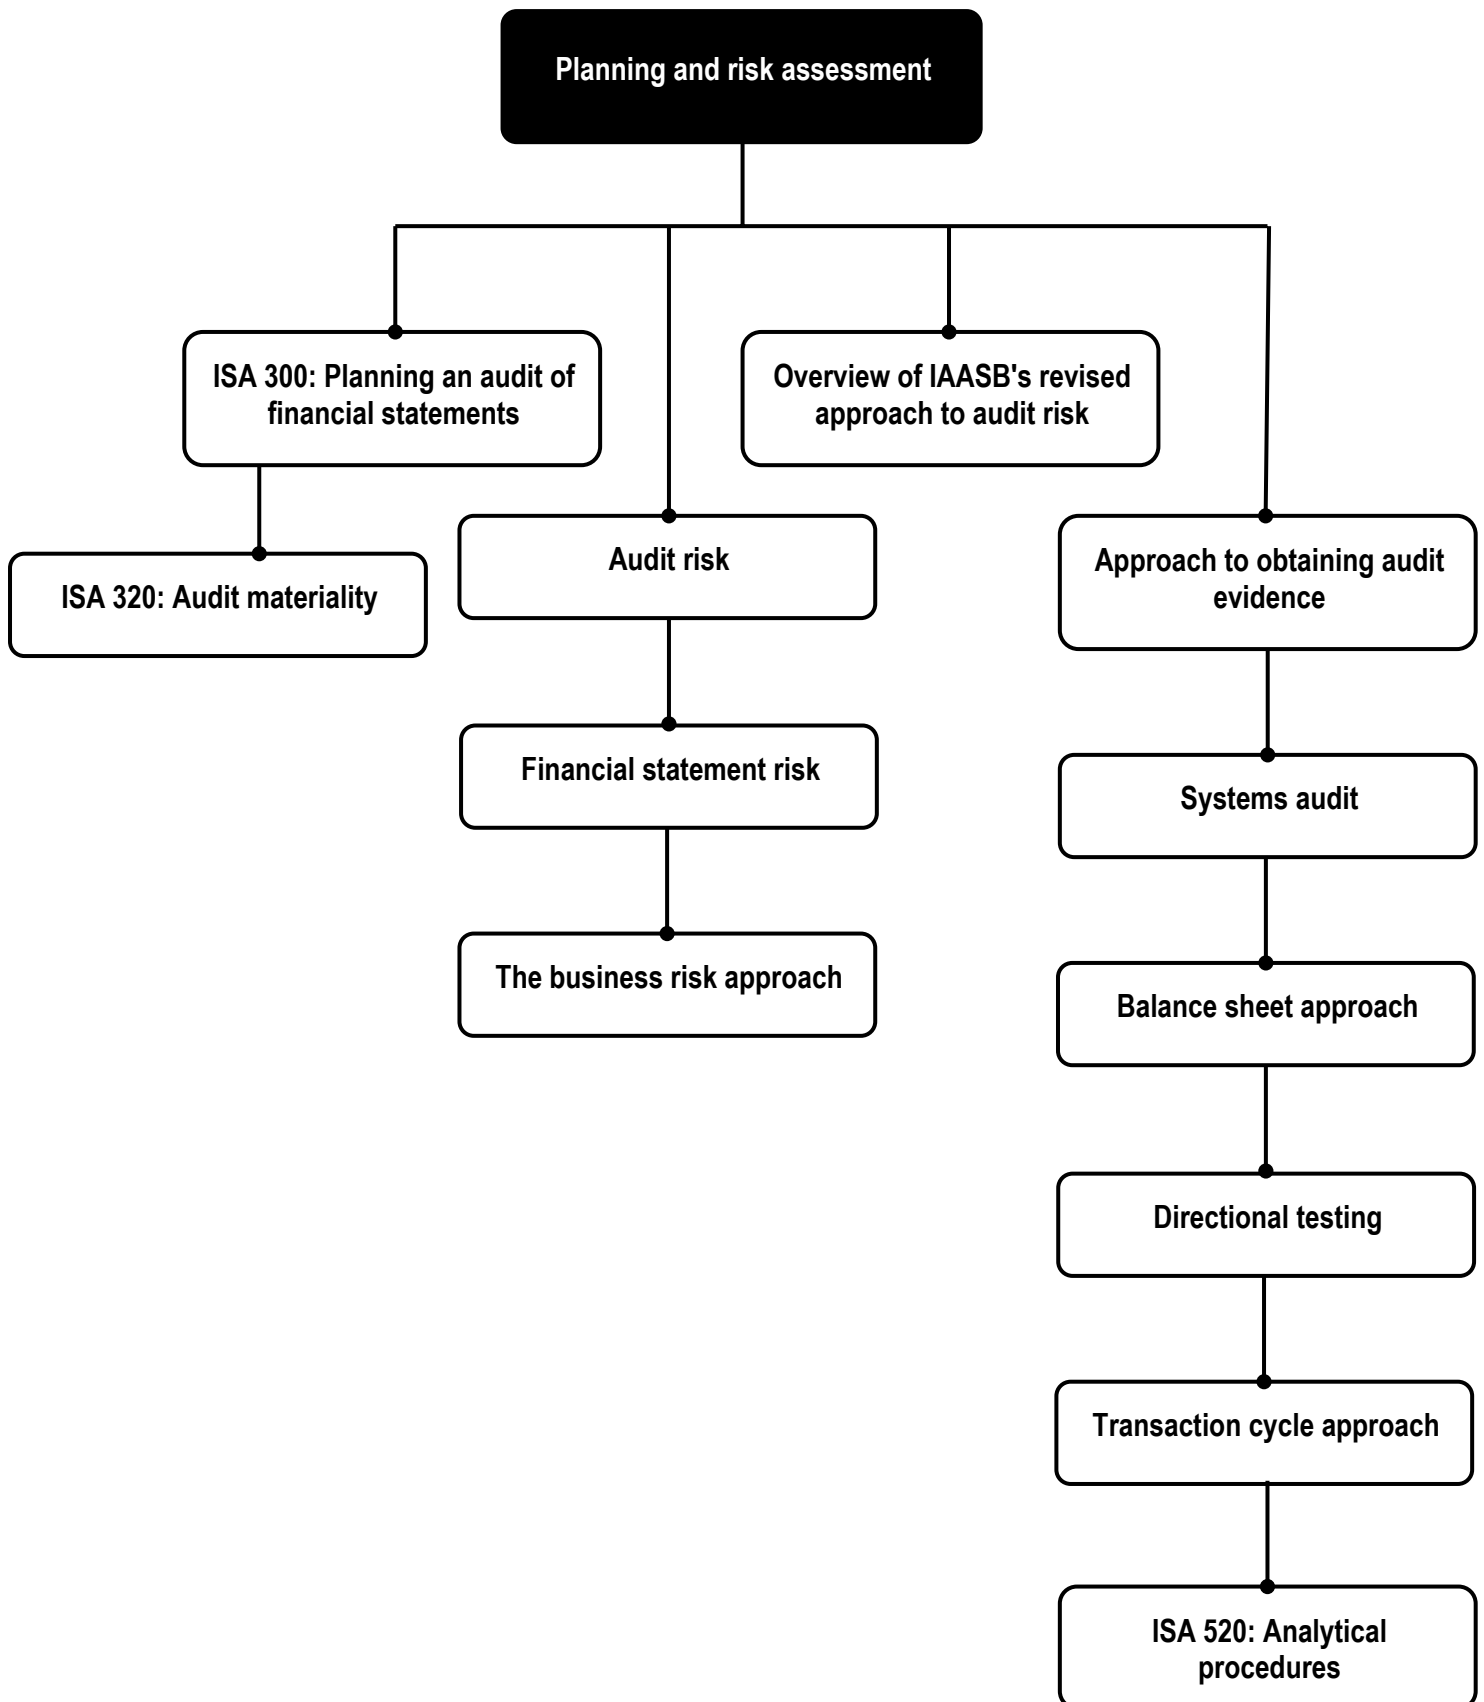 Planning and risk assessment
ISA 300: Planning an audit of
financial statements
Overview of IAASB's revised
approach to audit risk
ISA 320: Audit materiality
Audit risk
Approach to obtaining audit
evidence
Financial statement risk
Systems audit
The business risk approach
Balance sheet approach
Directional testing
Transaction cycle approach
ISA 520: Analytical
procedures